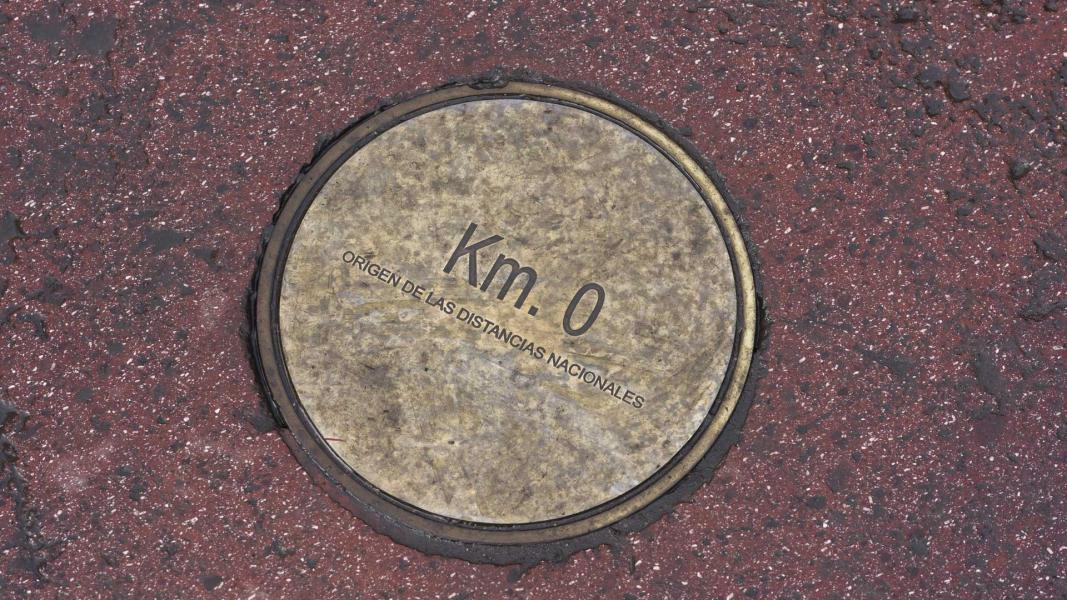 Km. 0
ORIGEN DE LAS DISTANCIAS NACIONALES